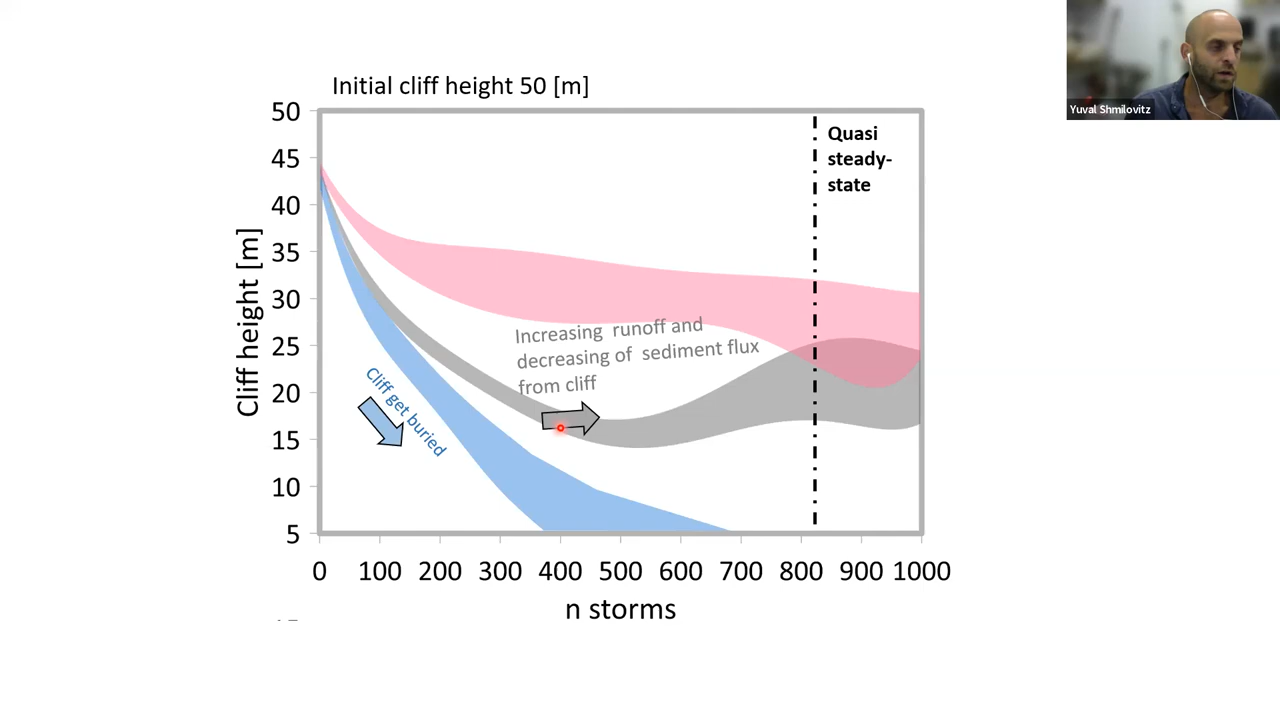 Yuval Shmilovitz
Initial cliff height 50 [m]
50
45
40
35
30
25
20
15
10
5
Cliff height [m]
Quasi
steady-
state
Increasing runoff and
decreasing of sediment flux
from cliff
Cliff get buried
0 100 200 300 400 500 600 700 800 900 1000
n storms